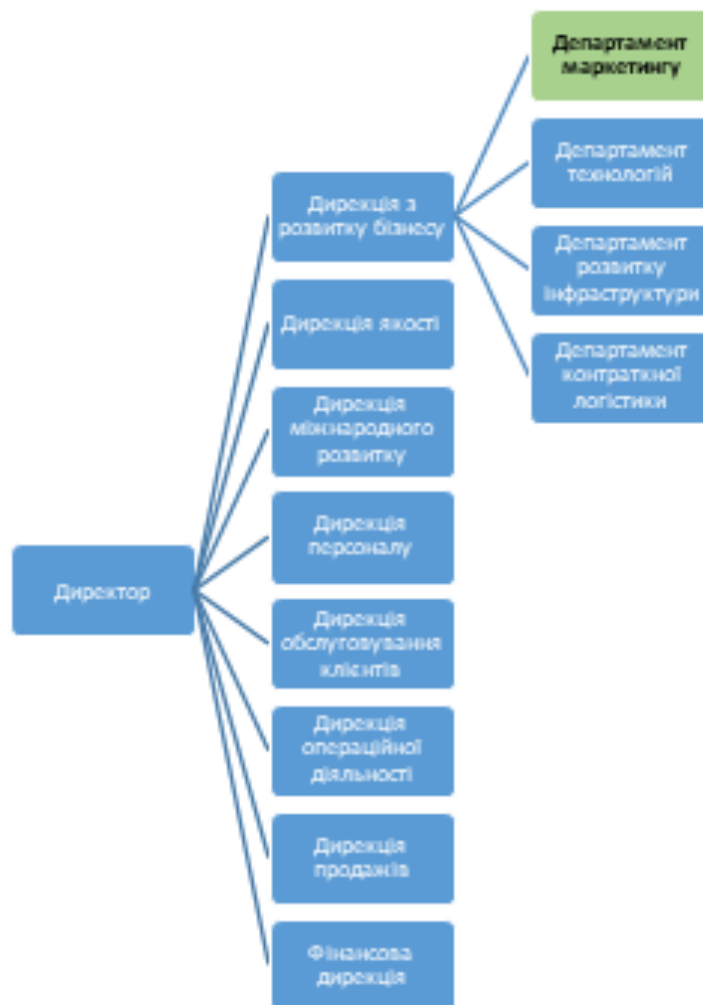 Департамент
маркетингу
Департамент
технологій
Дирекція з
розвитку бізнесу
Департамент
розвитку
інфраструктури
Дирекція якості
Департамент
контраткної
логістики
Дирекція
міжнародного
розвитку
Дирекція
персоналу
Директор
Дирекція
обслуговування
клієнтів
Дирекція
операційної
діяльності
Дирекція
продажів
Фінансова
дирекція